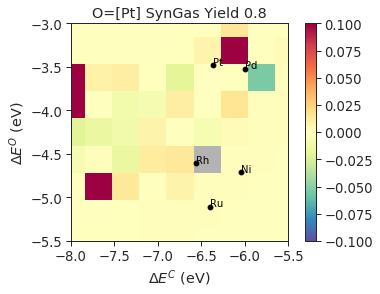 O=[Pt] SynGas Yield 0.8
−3.0
−3.5
−4.0
−4.5
−5.0
−5.5
ΔE^O (eV)
Pt
Pd
Rh
Ni
Ru
−8.0 −7.5 −7.0 −6.5 −6.0 −5.5
ΔE^C (eV)
0.100
0.075
0.050
0.025
0.000
−0.025
−0.050
−0.075
−0.100